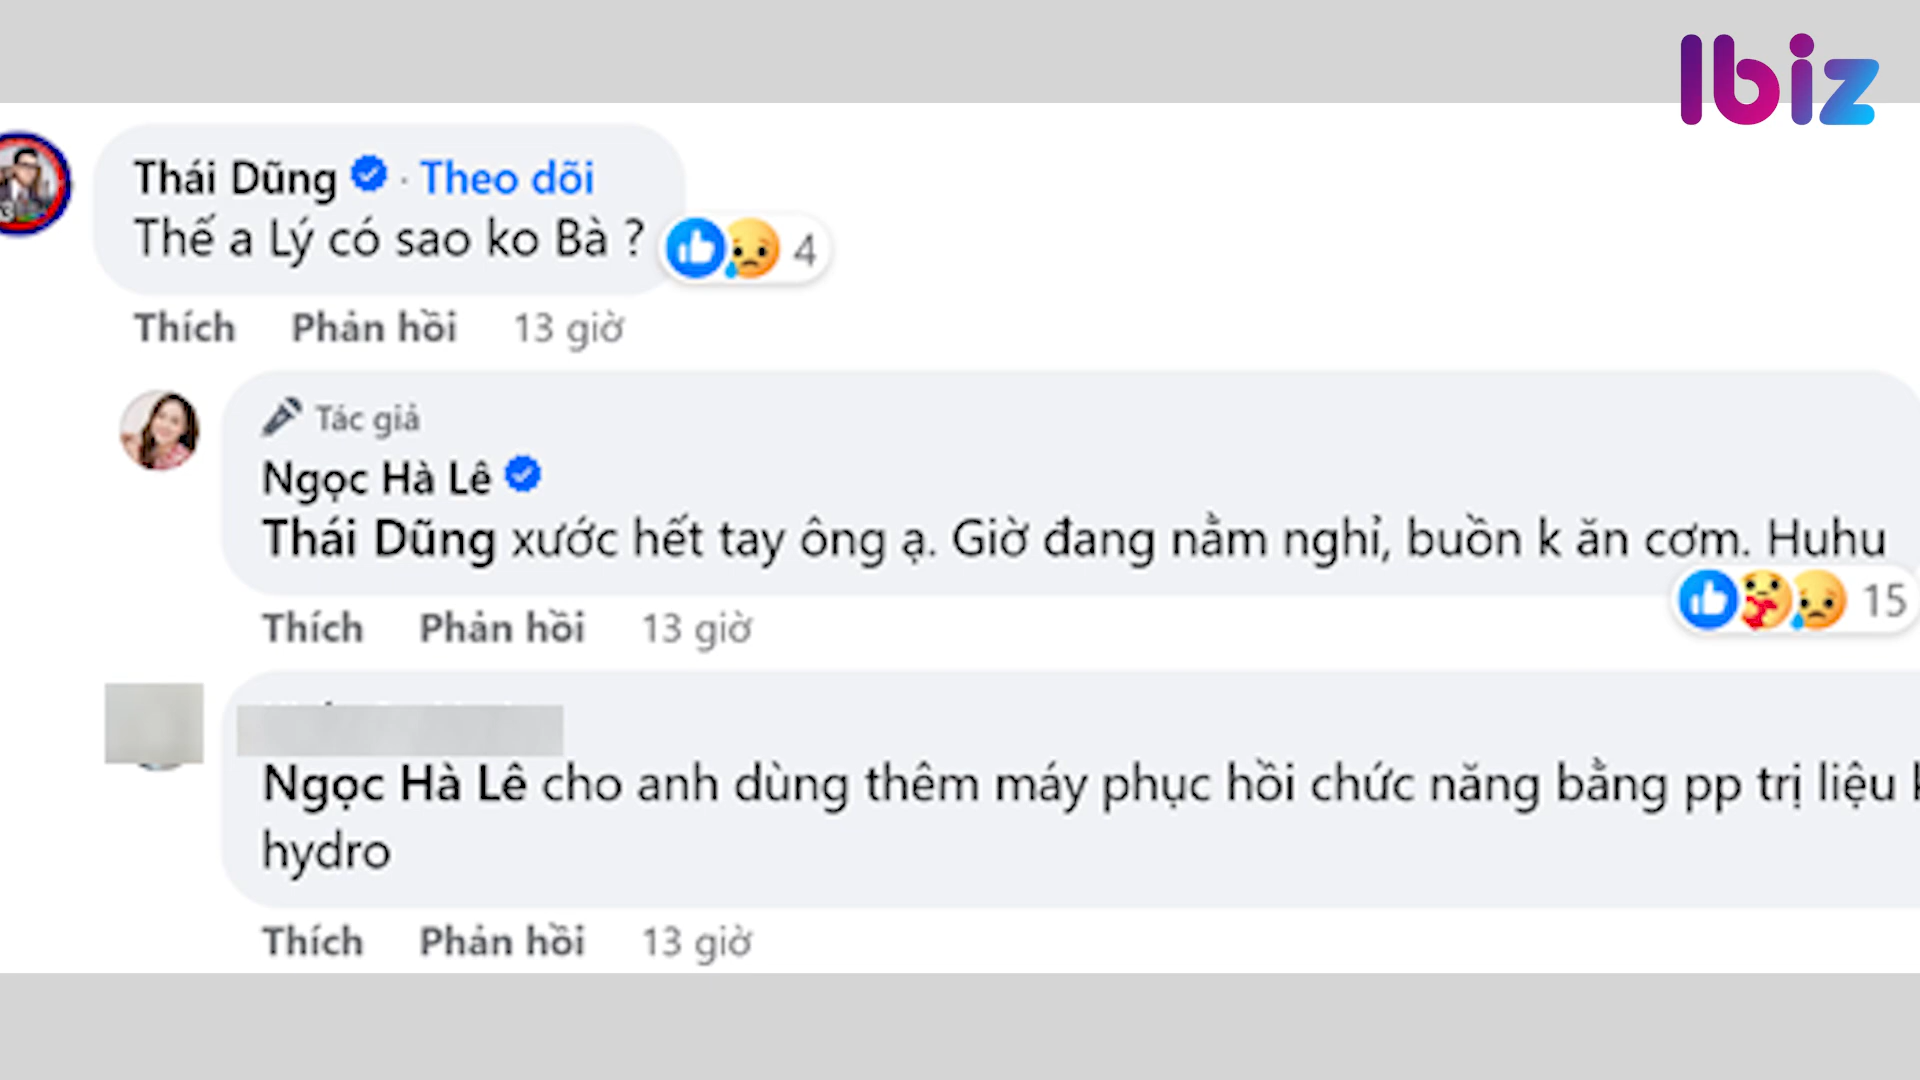 Ibiz
Thái Dũng · Theo dõi
Thế a Lý có sao ko Bà ?
4
Thích Phản hồi 13 giờ
Tác giả
Ngọc Hà Lê
Thái Dũng xước hết tay ông ạ. Giờ đang nằm nghỉ, buồn k ăn cơm. Huhu
15
Thích Phản hồi 13 giờ
Ngọc Hà Lê cho anh dùng thêm máy phục hồi chức năng bằng pp trị liệu
hydro
Thích Phản hồi 13 giờ